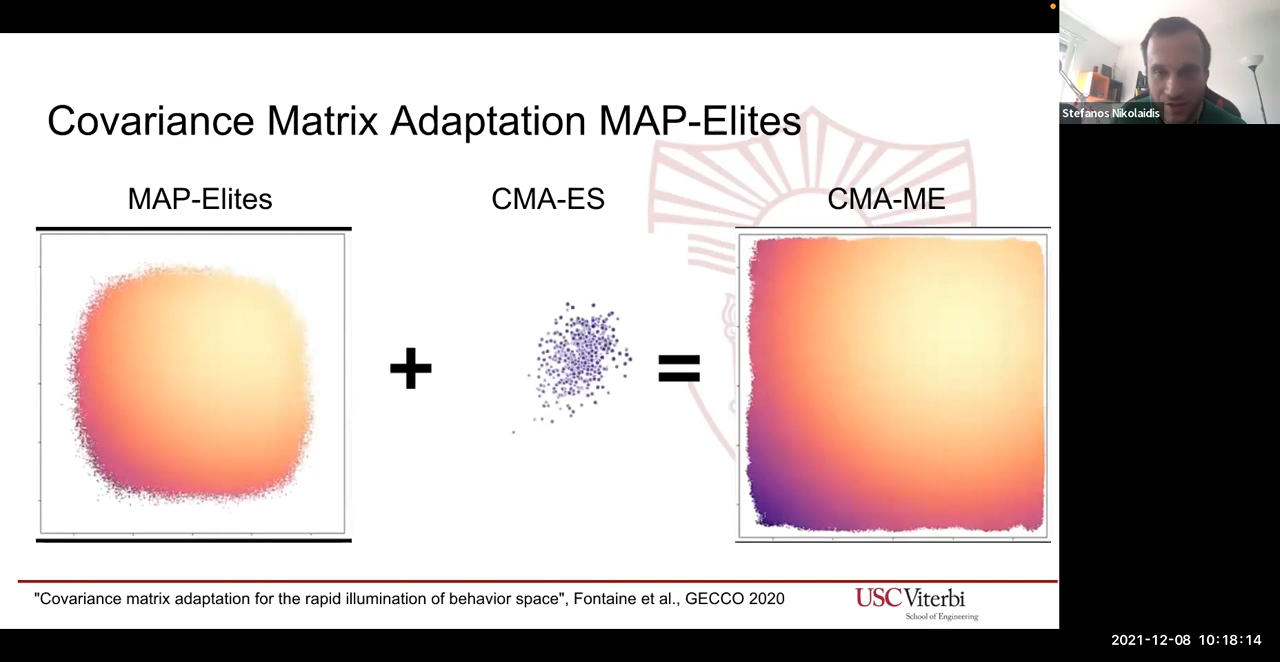 Covariance Matrix Adaptation MAP-Elites
MAP-Elites
CMA-ES
CMA-ME
+
=
"Covariance matrix adaptation for the rapid illumination of behavior space", Fontaine et al., GECCO 2020
USC Viterbi
School of Engineering
Stefanos Nikolaidis
2021-12-08 10:18:14